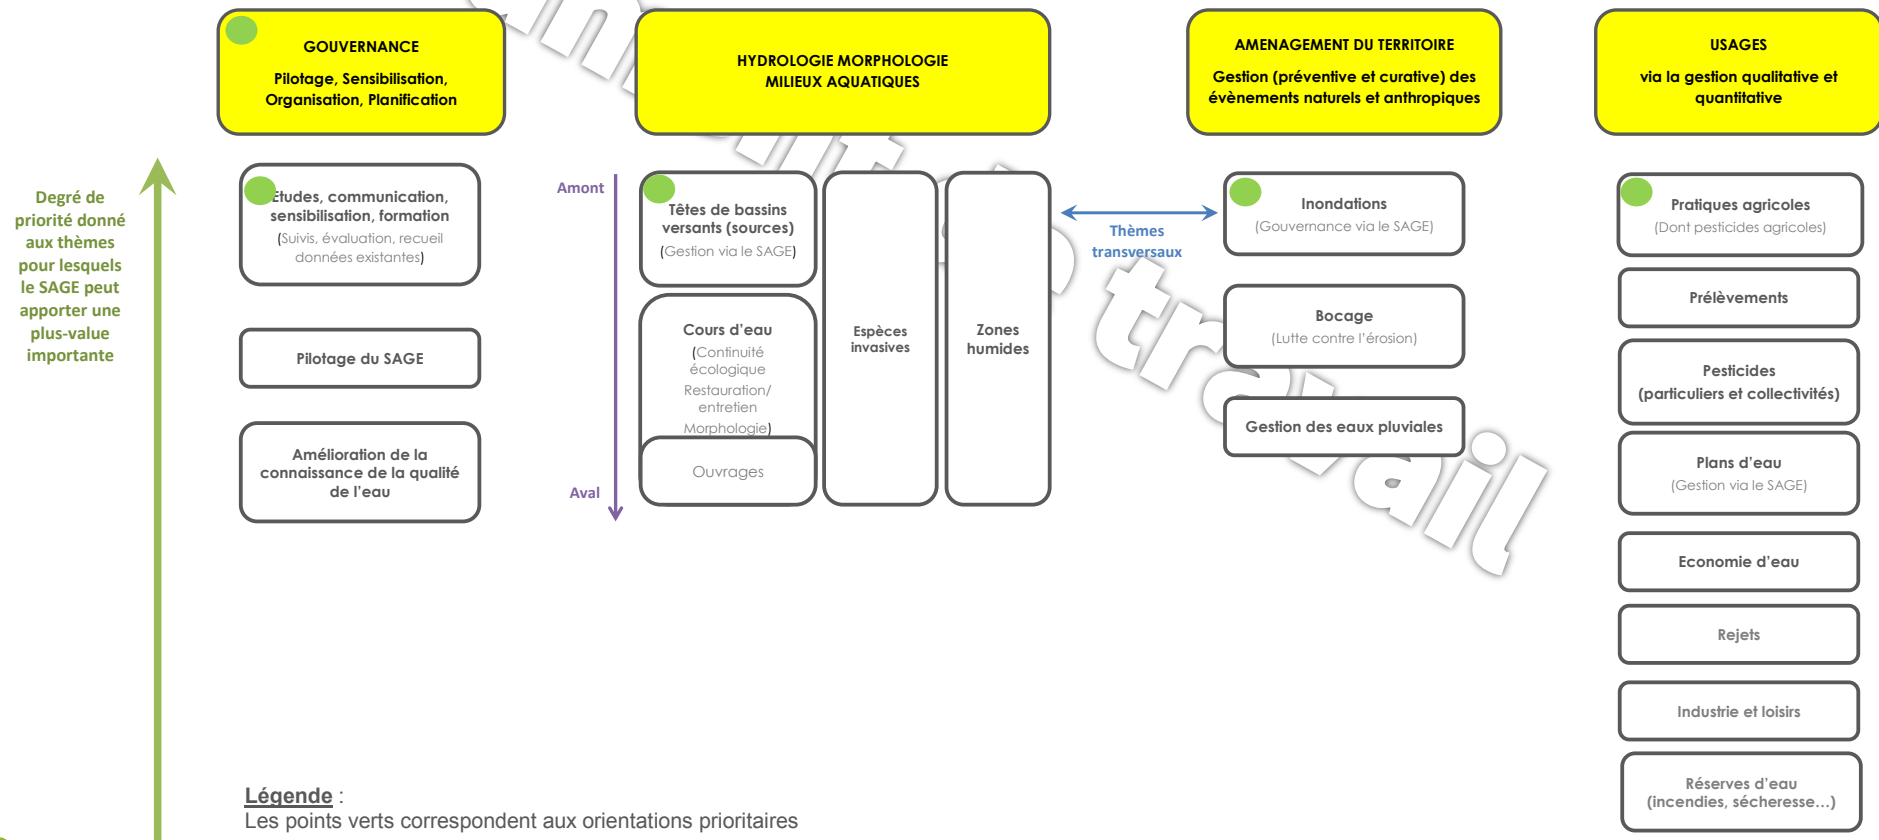 GOUVERNANCE
Pilotage, Sensibilisation,
Organisation, Planification
HYDROLOGIE MORPHOLOGIE
MILIEUX AQUATIQUES
AMENAGEMENT DU TERRITOIRE
Gestion (préventive et curative) des
évènements naturels et anthropiques
USAGES
via la gestion qualitative et
quantitative
Degré de
priorité donné
aux thèmes
pour lesquels
le SAGE peut
apporter une
plus-value
importante
Etudes, communication,
sensibilisation, formation
(Suivis, évaluation, recueil
données existantes)
Pilotage du SAGE
Amélioration de la
connaissance de la qualité
de l'eau
Amont
Aval
Têtes de bassins
versants (sources)
(Gestion via le SAGE)
Cours d'eau
(Continuité
écologique
Restauration/
entretien
Morphologie)
Ouvrages
Espèces
invasives
Zones
humides
Thèmes
transversaux
Inondations
(Gouvernance via le SAGE)
Bocage
(Lutte contre l'érosion)
Gestion des eaux pluviales
Pratiques agricoles
(Dont pesticides agricoles)
Prélèvements
Pesticides
(particuliers et collectivités)
Plans d'eau
(Gestion via le SAGE)
Economie d'eau
Rejets
Industrie et loisirs
Réserves d'eau
(incendies, sécheresse…)
travail
Légende :
Les points verts correspondent aux orientations prioritaires